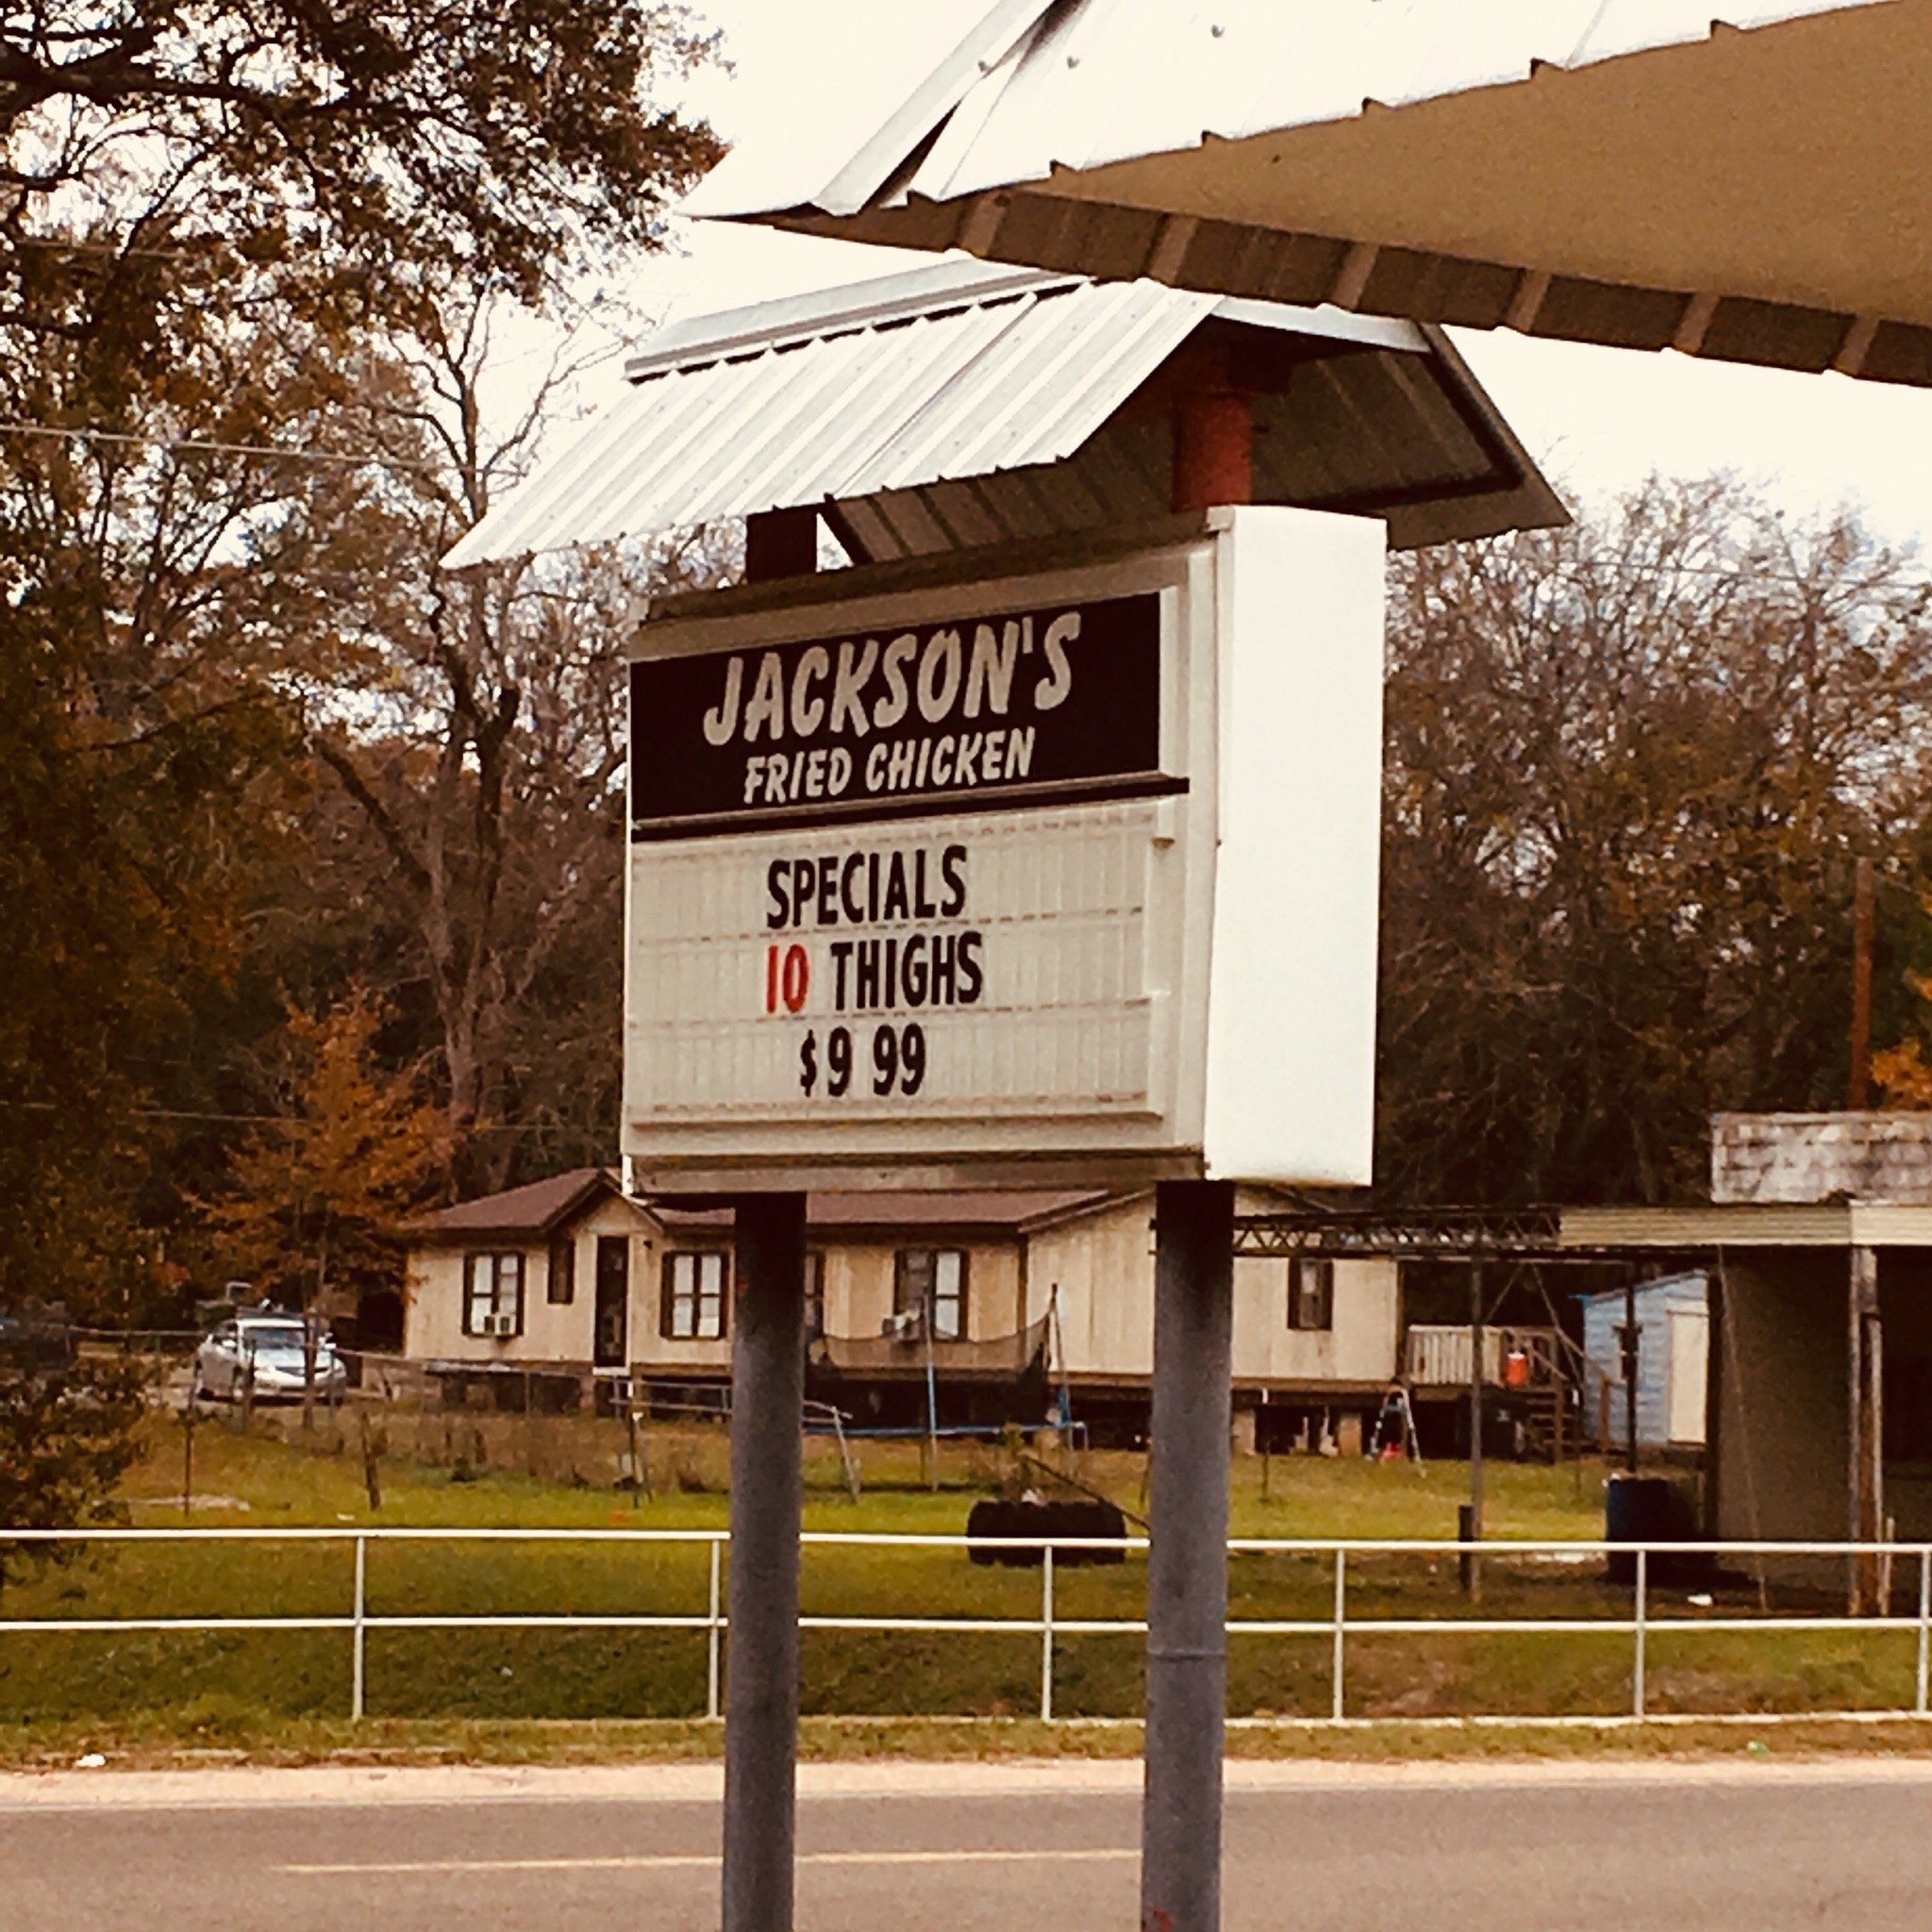 JACKSON'S
FRIED CHICKEN
SPECIALS
10 THIGHS
$9 99